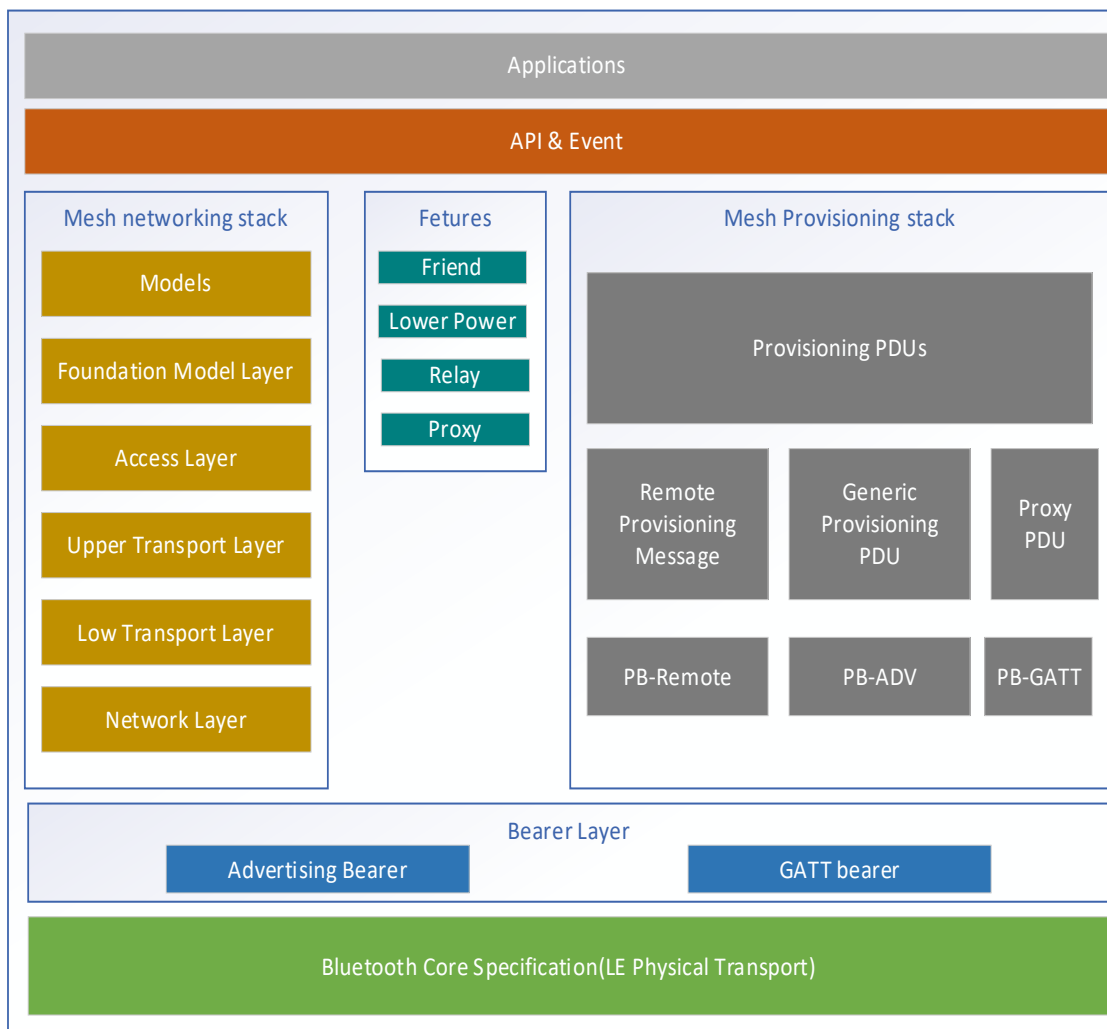 Applications
API & Event
Mesh networking stack
Models
Foundation Model Layer
Access Layer
Upper Transport Layer
Low Transport Layer
Network Layer
Fetures
Friend
Lower Power
Relay
Proxy
Mesh Provisioning stack
Provisioning PDUs
Remote
Provisioning
Message
Generic
Provisioning
PDU
Proxy
PDU
PB-Remote
PB-ADV
PB-GATT
Bearer Layer
Advertising Bearer
GATT bearer
Bluetooth Core Specification(LE Physical Transport)